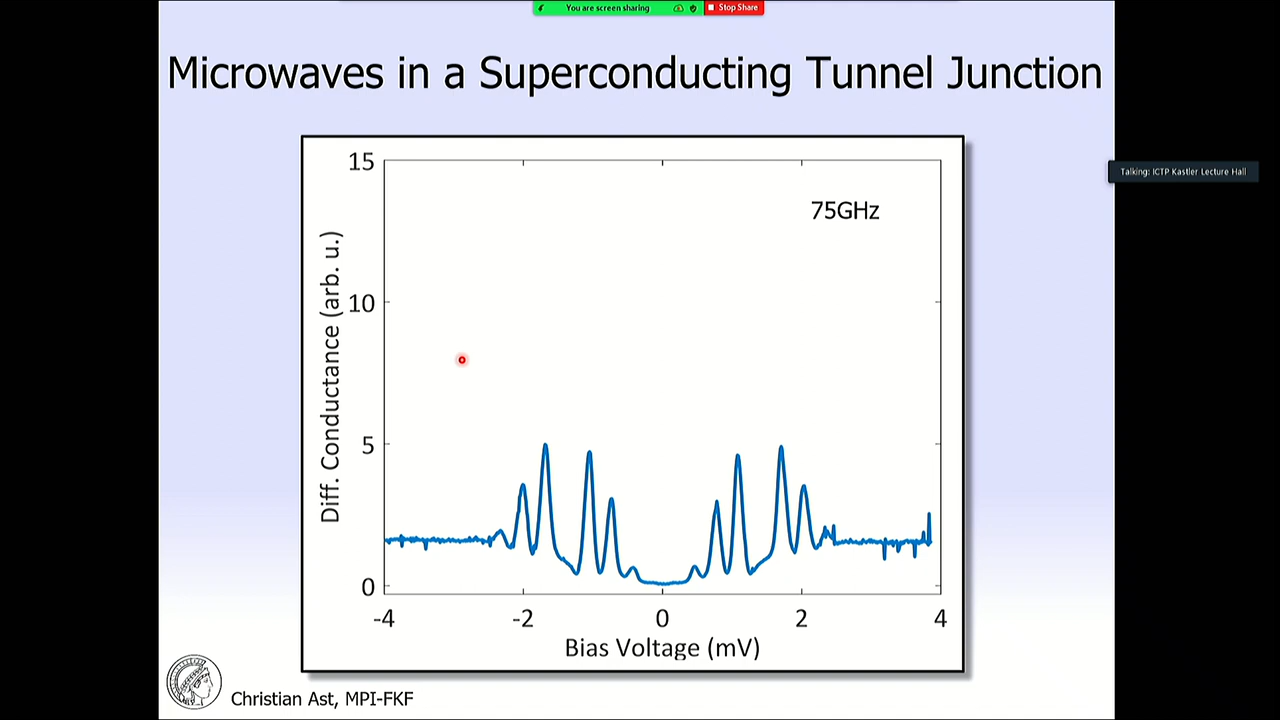 You are screen sharing
Stop Share
Microwaves in a Superconducting Tunnel Junction
Talking: ICTP Kastler Lecture Hall
75GHz
Diff. Conductance (arb. u.)
15
10
5
0
-4
-2
0
2
4
Bias Voltage (mV)
Christian Ast, MPI-FKF